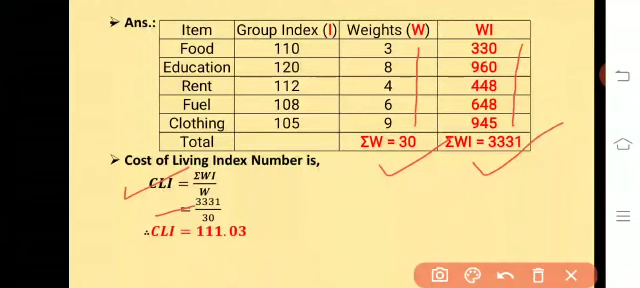 ➤ Ans.:
Item Group Index (I) Weights (W) WI
Food 110 3 330
Education 120 8 960
Rent 112 4 448
Fuel 108 6 648
Clothing 105 9 945
Total ΣW = 30 ΣWI = 3331
➤ Cost of Living Index Number is,
CLI = ΣWI/W
= 3331/30
∴CLI = 111.03